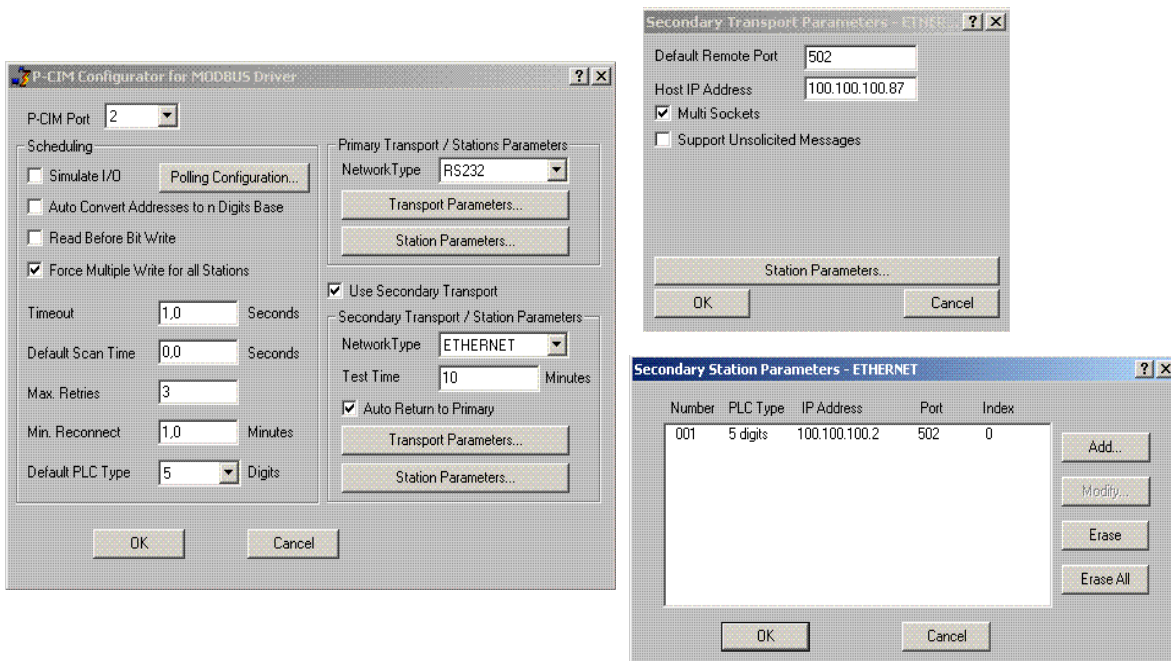 P-CIM Configurator for MODBUS Driver
P-CIM Port 2
Scheduling
Simulate I/O Polling Configuration...
Auto Convert Addresses to n Digits Base
Read Before Bit Write
Force Multiple Write for all Stations
Timeout 1,0 Seconds
Default Scan Time 0,0 Seconds
Max. Retries 3
Min. Reconnect 1,0 Minutes
Default PLC Type 5 Digits
Primary Transport / Stations Parameters
NetworkType RS232
Transport Parameters...
Station Parameters...
Use Secondary Transport
Secondary Transport / Station Parameters
NetworkType ETHERNET
Test Time 10 Minutes
Auto Return to Primary
Transport Parameters...
Station Parameters...
OK Cancel
Secondary Transport Parameters - ETHER...
Default Remote Port 502
Host IP Address 100.100.100.87
Multi Sockets
Support Unsolicited Messages
Station Parameters...
OK Cancel
Secondary Station Parameters - ETHERNET
Number PLC Type IP Address Port Index
001 5 digits 100.100.100.2 502 0
Add...
Modify...
Erase
Erase All
OK Cancel